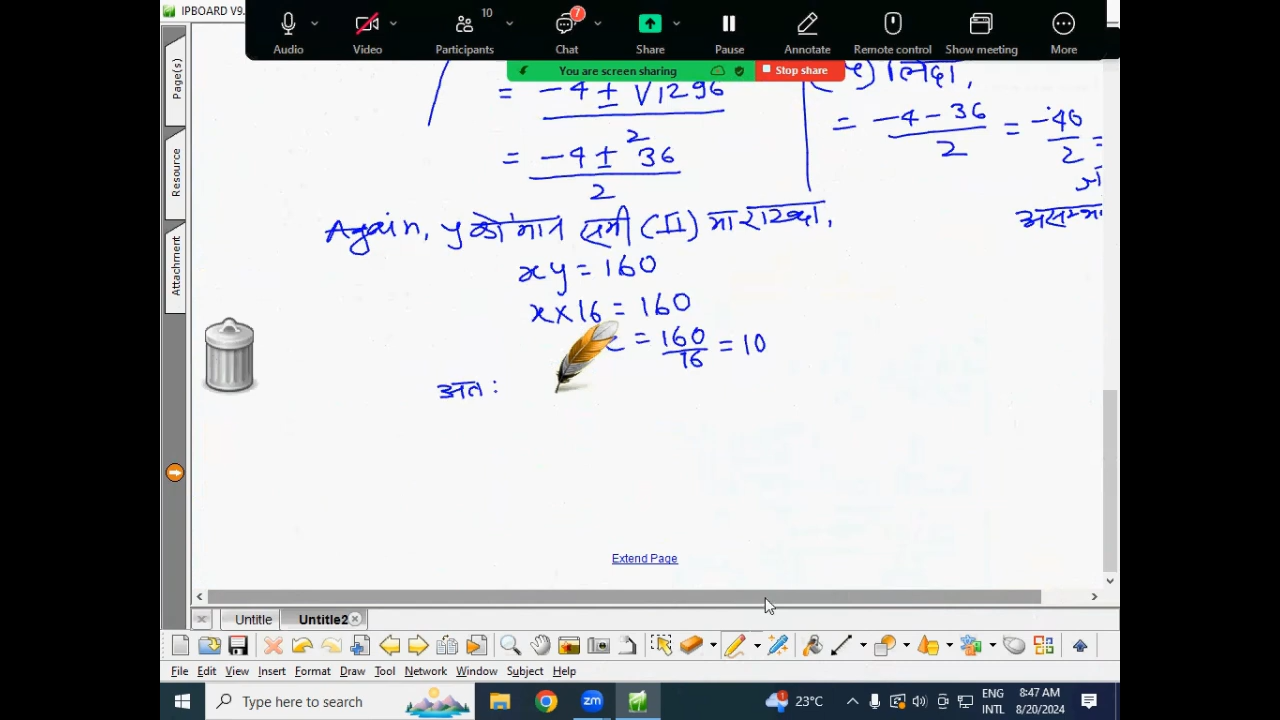 IPBOARD V9.
Audio Video Participants 10 Chat 7 Share Pause Annotate Remote control Show meeting More
You are screen sharing Stop share
Page(s)
Resource
Attachment
= -4 ± √1296 / 2
= -4 ± 36 / 2
(-) लिँदा,
= -4 - 36 / 2 = -40 / 2 =
Again, y को मान समी (II) मा राख्दा,
xy = 160
x × 16 = 160
= 160 / 16 = 10
अत :
Extend Page
Untitle Untitle2
File Edit View Insert Format Draw Tool Network Window Subject Help
Type here to search
23°C
ENG
INTL
8:47 AM
8/20/2024